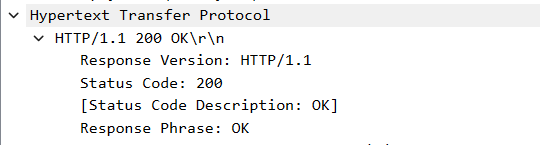 Hypertext Transfer Protocol
HTTP/1.1 200 OK\r\n
Response Version: HTTP/1.1
Status Code: 200
[Status Code Description: OK]
Response Phrase: OK